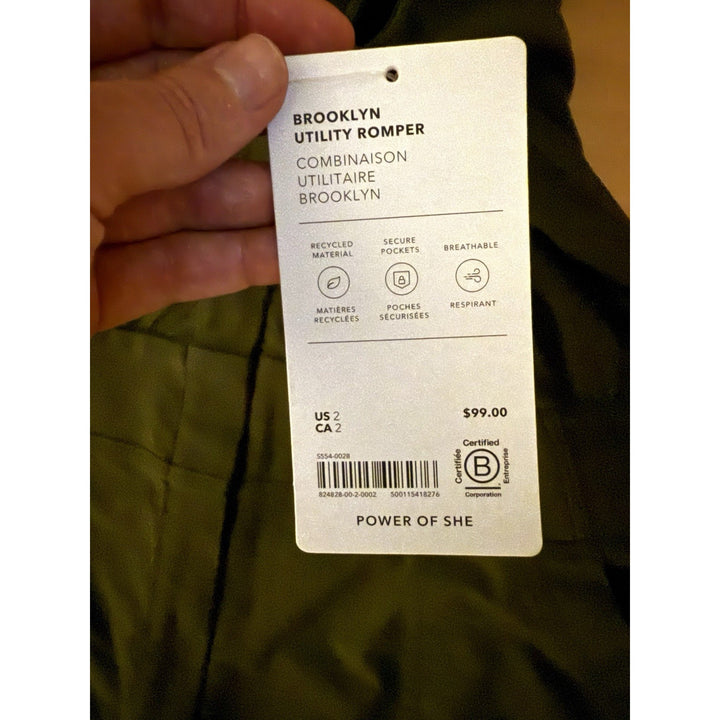 BROOKLYN
UTILITY ROMPER
COMBINAISON
UTILITAIRE
BROOKLYN
RECYCLED
MATERIAL
MATIÈRES
RECYCLÉES
SECURE
POCKETS
POCHES
SÉCURISÉES
BREATHABLE
RESPIRANT
US 2
CA 2
$99.00
S554-0028
824828-00-2-0002 500115418276
Certified
Certifiée
B
Entreprise
Corporation
POWER OF SHE